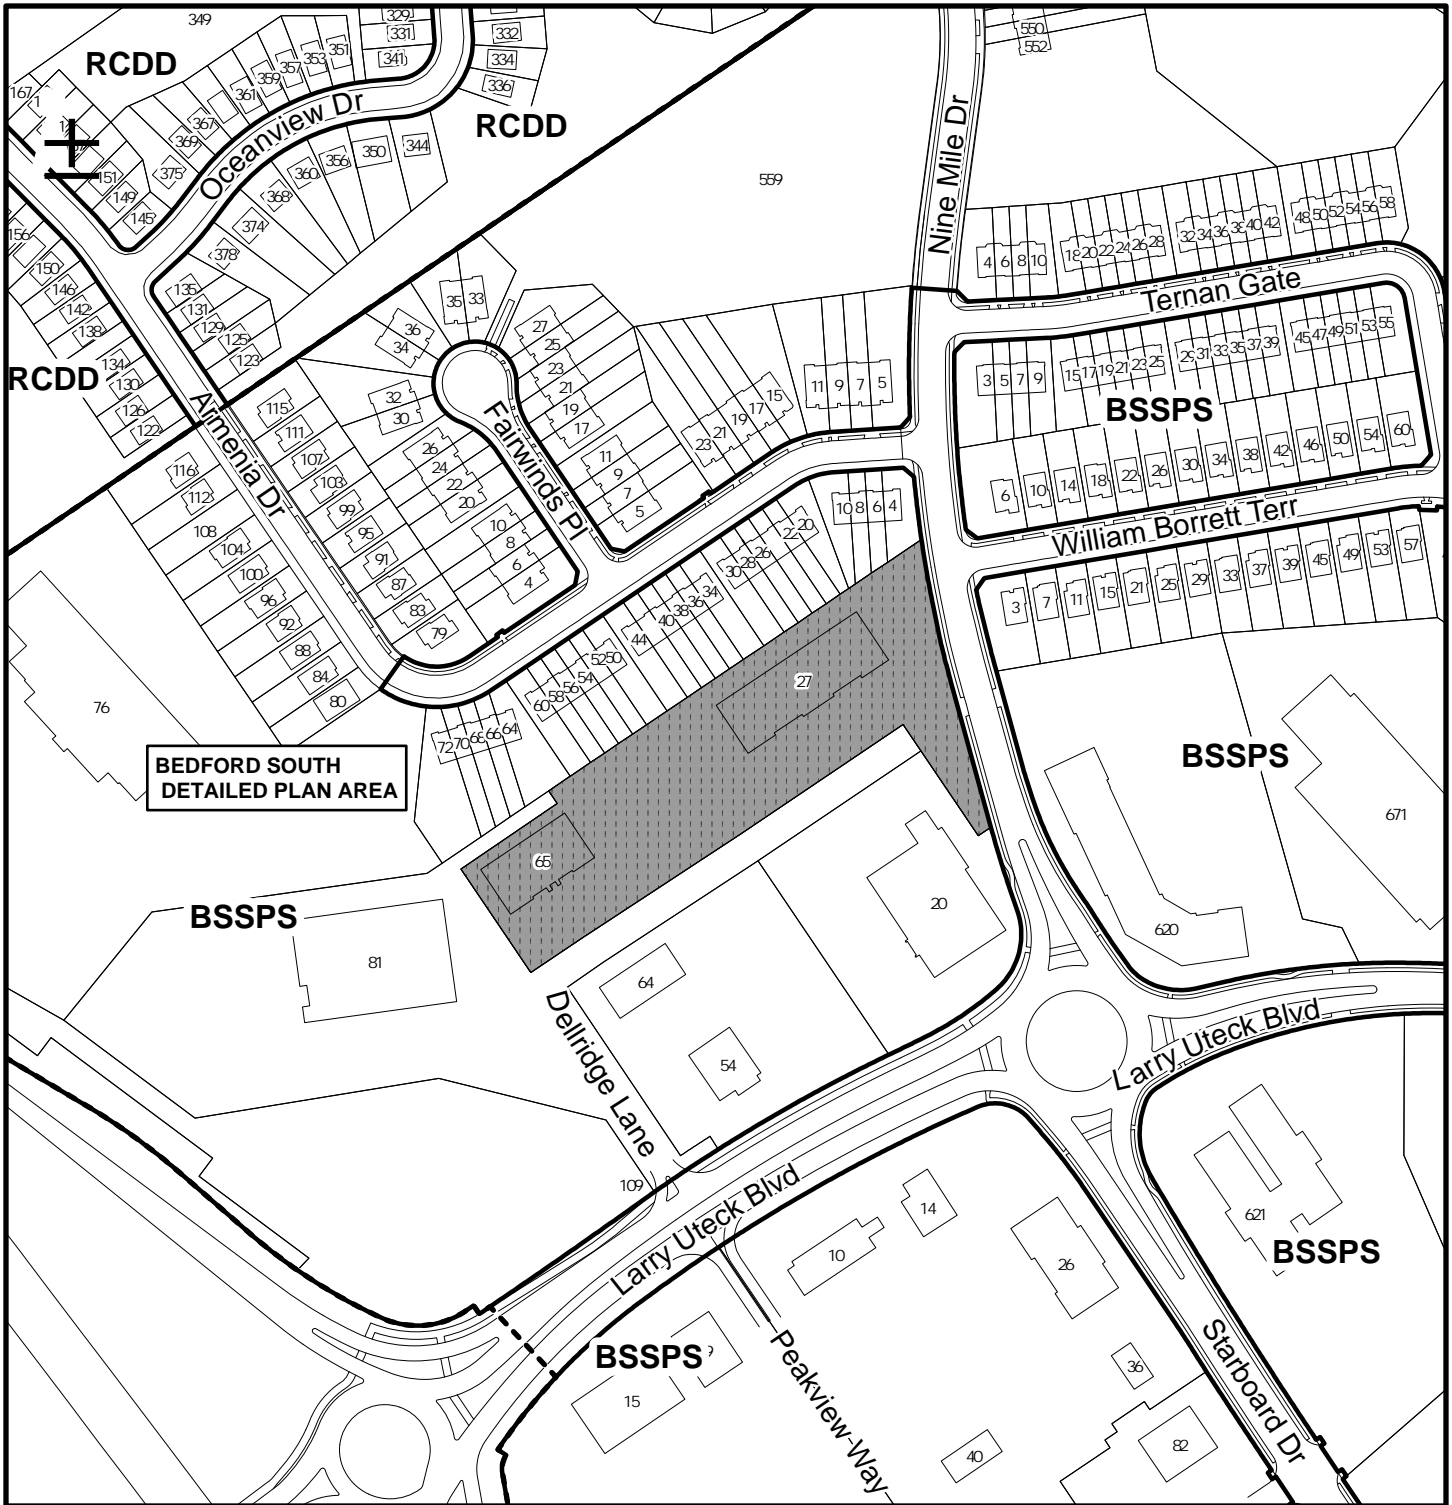 349
329
331
341
332
334
336
550
552
RCDD
RCDD
351
353
357
359
361
367
369
375
Oceanview Dr
344
350
356
360
368
374
378
167
151
149
145
156
150
146
142
138
134
130
126
122
RCDD
135
131
129
125
123
559
Nine Mile Dr
4 6 8 10
18 20 22 24 26 28
32 34 36 38 40 42
48 50 52 54 56 58
Ternan Gate
3 5 7 9
15 17 19 21 23 25
29 31 33 35 37 39
45 47 49 51 53 55
BSSPS
6 10 14 18 22 26 30 34 38 42 46 50 54 60
William Borrett Terr
3 7 11 15 21 25 29 33 37 39 45 49 53 57
35 33
36
34
32
30
27
25
23
21
19
17
11
9
7
5
Fairwinds Pl
26
24
22
20
10
8
6
4
23 21 19 17 15
11 9 7 5
10 8 6 4
Armenia Dr
115
111
107
103
99
95
91
87
83
79
116
112
108
104
100
96
92
88
84
80
76
72 70 68 66 64
60 58 56 54 52 50
44 40 38 36 34
30 28 26 22 20
27
65
BEDFORD SOUTH
DETAILED PLAN AREA
BSSPS
671
620
20
BSSPS
81
64
54
Dellridge Lane
109
Larry Uteck Blvd
Larry Uteck Blvd
621
BSSPS
14
10
26
36
82
40
15
9
BSSPS
Peakview Way
Starboard Dr